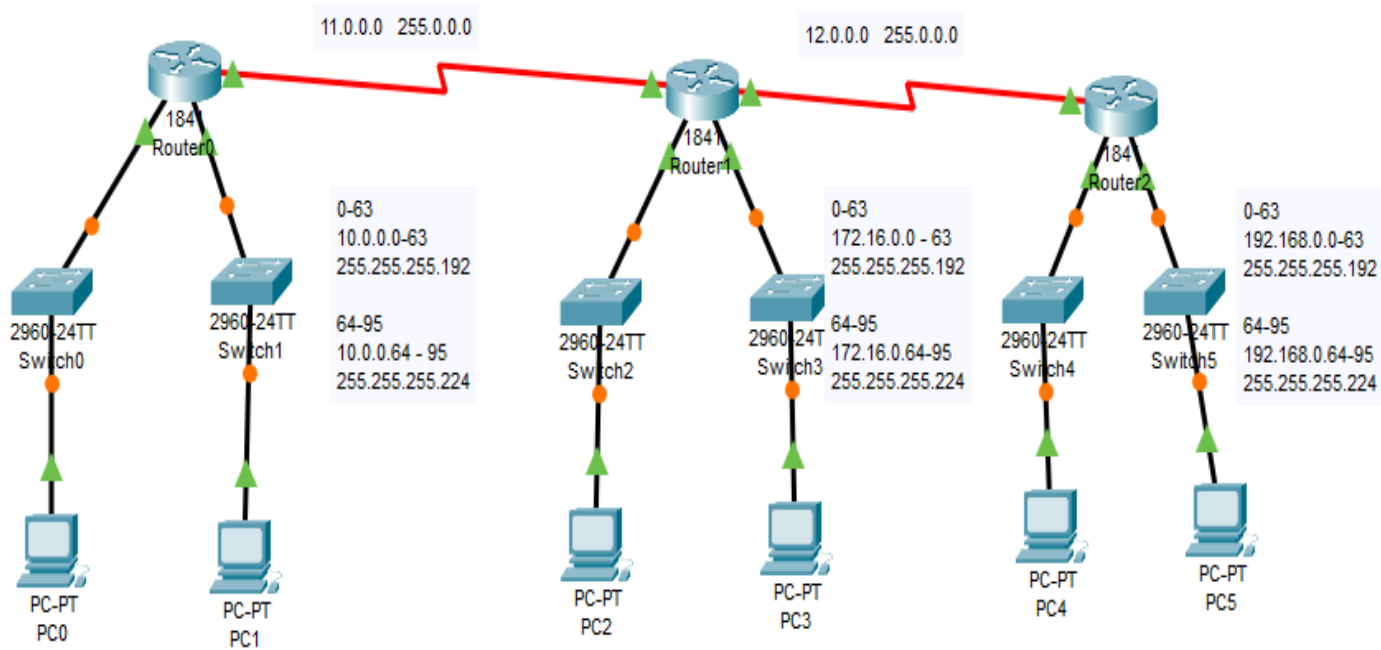 11.0.0.0 255.0.0.0
12.0.0.0 255.0.0.0
1841
Router0
1841
Router1
184
Router2
0-63
10.0.0.0-63
255.255.255.192
64-95
10.0.0.64 - 95
255.255.255.224
0-63
172.16.0.0 - 63
255.255.255.192
64-95
172.16.0.64-95
255.255.255.224
0-63
192.168.0.0-63
255.255.255.192
64-95
192.168.0.64-95
255.255.255.224
2960-24TT
Switch0
2960-24TT
Switch1
2960-24TT
Switch2
2960-24T
Switch3
2960-24TT
Switch4
2960-24TT
Switch5
PC-PT
PC0
PC-PT
PC1
PC-PT
PC2
PC-PT
PC3
PC-PT
PC4
PC-PT
PC5